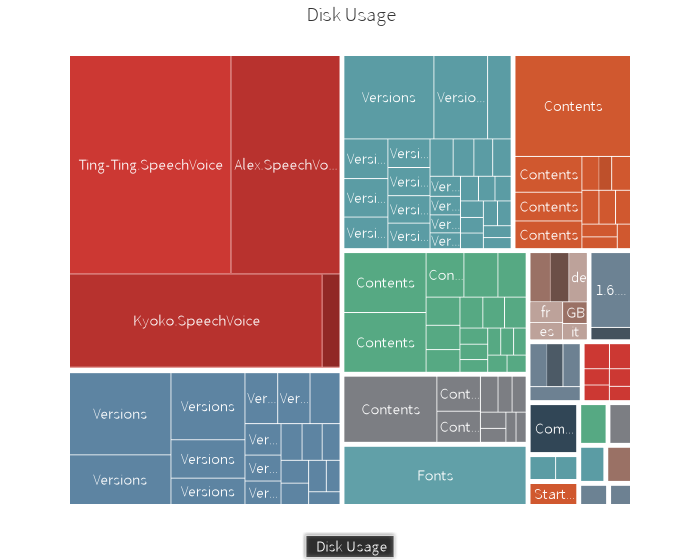 Disk Usage
Ting-Ting.SpeechVoice
Alex.SpeechVo...
Kyoko.SpeechVoice
Versions
Versio...
Versi...
Versi...
Versi...
Versi...
Versi...
Versi...
Versi...
Ver...
Ver...
Ver...
Ver...
Contents
Contents
Contents
Contents
Contents
Con...
Contents
de
fr
GB
es
it
1.6....
Versions
Versions
Versions
Versions
Versions
Ver...
Ver...
Ver...
Ver...
Ver...
Contents
Cont...
Cont...
Fonts
Com...
Start...
Disk Usage